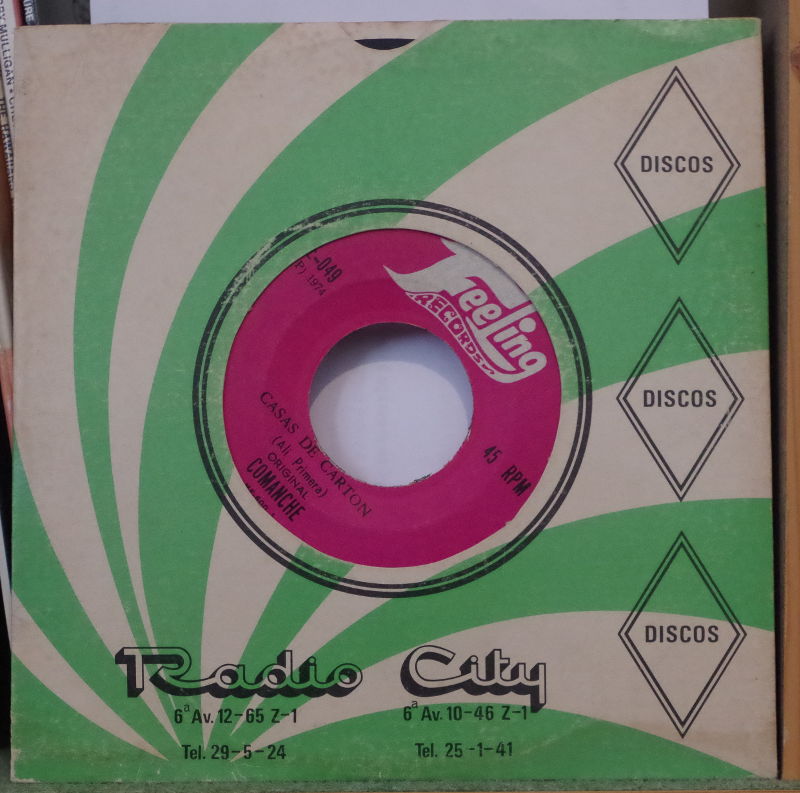 MULLIGAN
DISCOS
-049
(P) 1974
Feeling
RECORDS
DISCOS
CASAS DE CARTON
(Ali Primera)
ORIGINAL
COMANCHE
45 RPM
DISCOS
Radio City
6ª Av. 12-65 Z-1
6ª Av. 10-46 Z-1
Tel. 29-5-24
Tel. 25-1-41